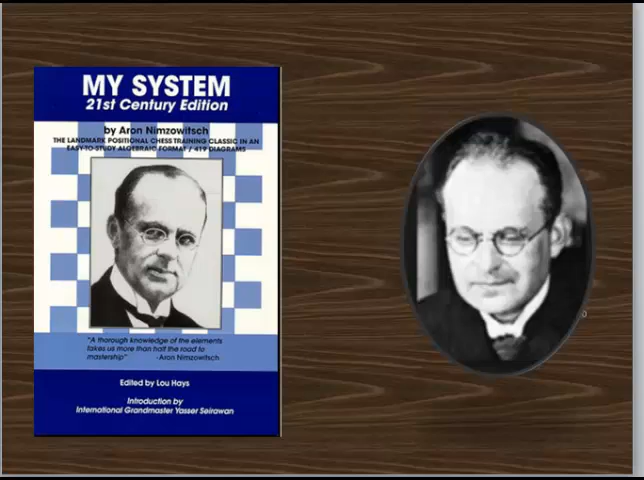 MY SYSTEM
21st Century Edition
by Aron Nimzowitsch
THE LANDMARK POSITIONAL CHESS TRAINING CLASSIC IN AN
EASY-TO-STUDY ALGEBRAIC FORMAT / 419 DIAGRAMS
"A thorough knowledge of the elements
takes us more than half the road to
mastership" -Aron Nimzowitsch
Edited by Lou Hays
Introduction by
International Grandmaster Yasser Seirawan